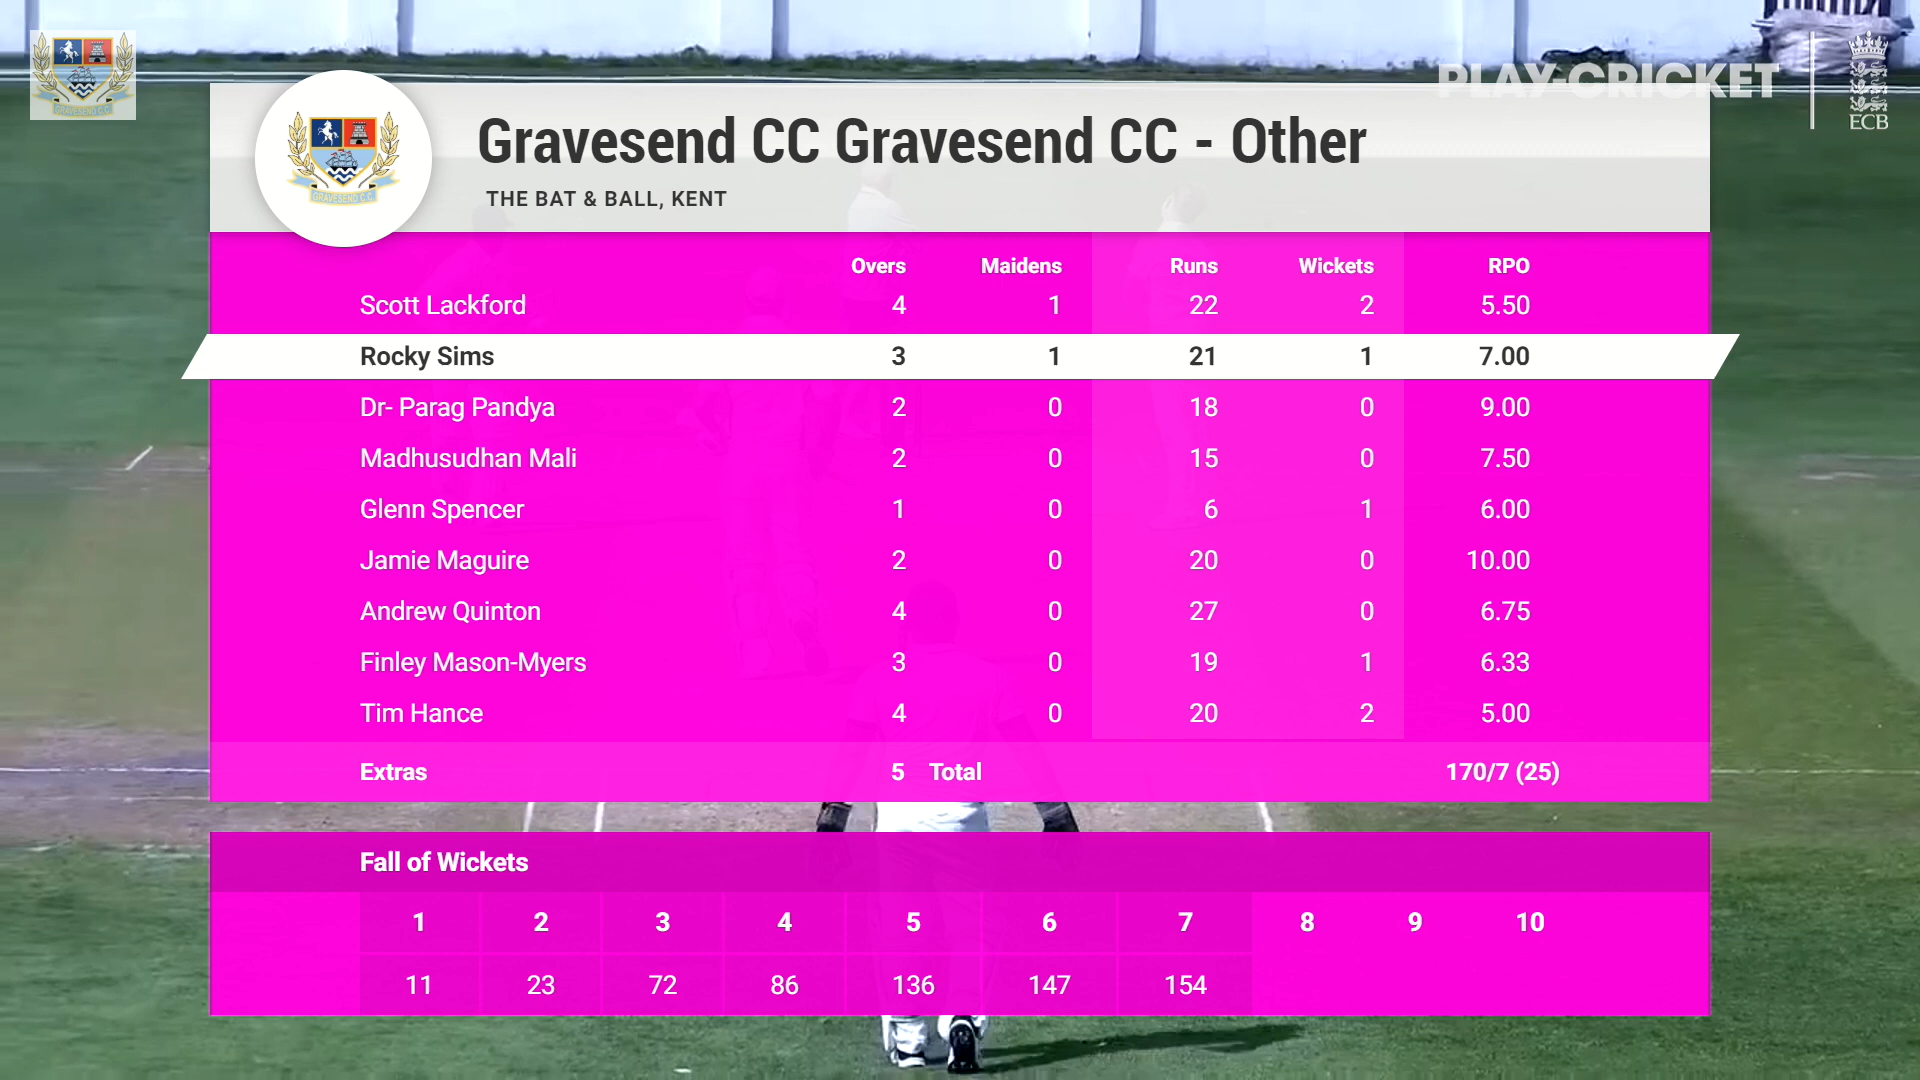 PLAY-CRICKET
ECB
GRAVESEND C.C.
Gravesend CC Gravesend CC - Other
THE BAT & BALL, KENT
Overs Maidens Runs Wickets RPO
Scott Lackford 4 1 22 2 5.50
Rocky Sims 3 1 21 1 7.00
Dr- Parag Pandya 2 0 18 0 9.00
Madhusudhan Mali 2 0 15 0 7.50
Glenn Spencer 1 0 6 1 6.00
Jamie Maguire 2 0 20 0 10.00
Andrew Quinton 4 0 27 0 6.75
Finley Mason-Myers 3 0 19 1 6.33
Tim Hance 4 0 20 2 5.00
Extras 5 Total 170/7 (25)
Fall of Wickets
1 2 3 4 5 6 7 8 9 10
11 23 72 86 136 147 154